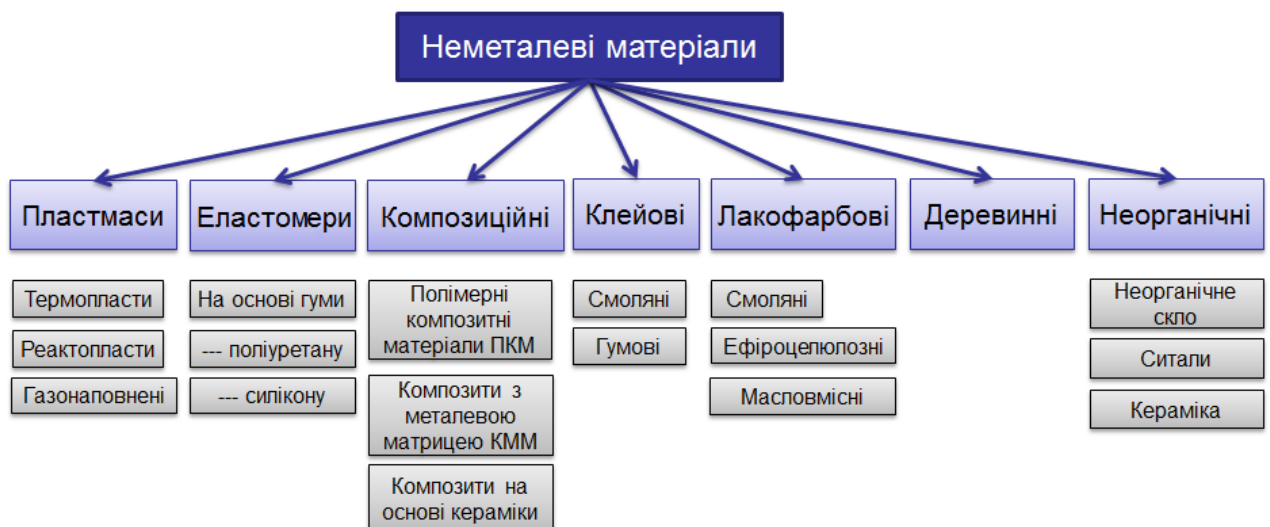 Неметалеві матеріали
Пластмаси
Еластомери
Композиційні
Клейові
Лакофарбові
Деревинні
Неорганічні
Термопласти
Реактопласти
Газонаповнені
На основі гуми
--- поліуретану
--- силікону
Полімерні
композитні
матеріали ПКМ
Композити з
металевою
матрицею КММ
Композити на
основі кераміки
Смоляні
Гумові
Смоляні
Ефіроцелюлозні
Масловмісні
Неорганічне
скло
Ситали
Кераміка